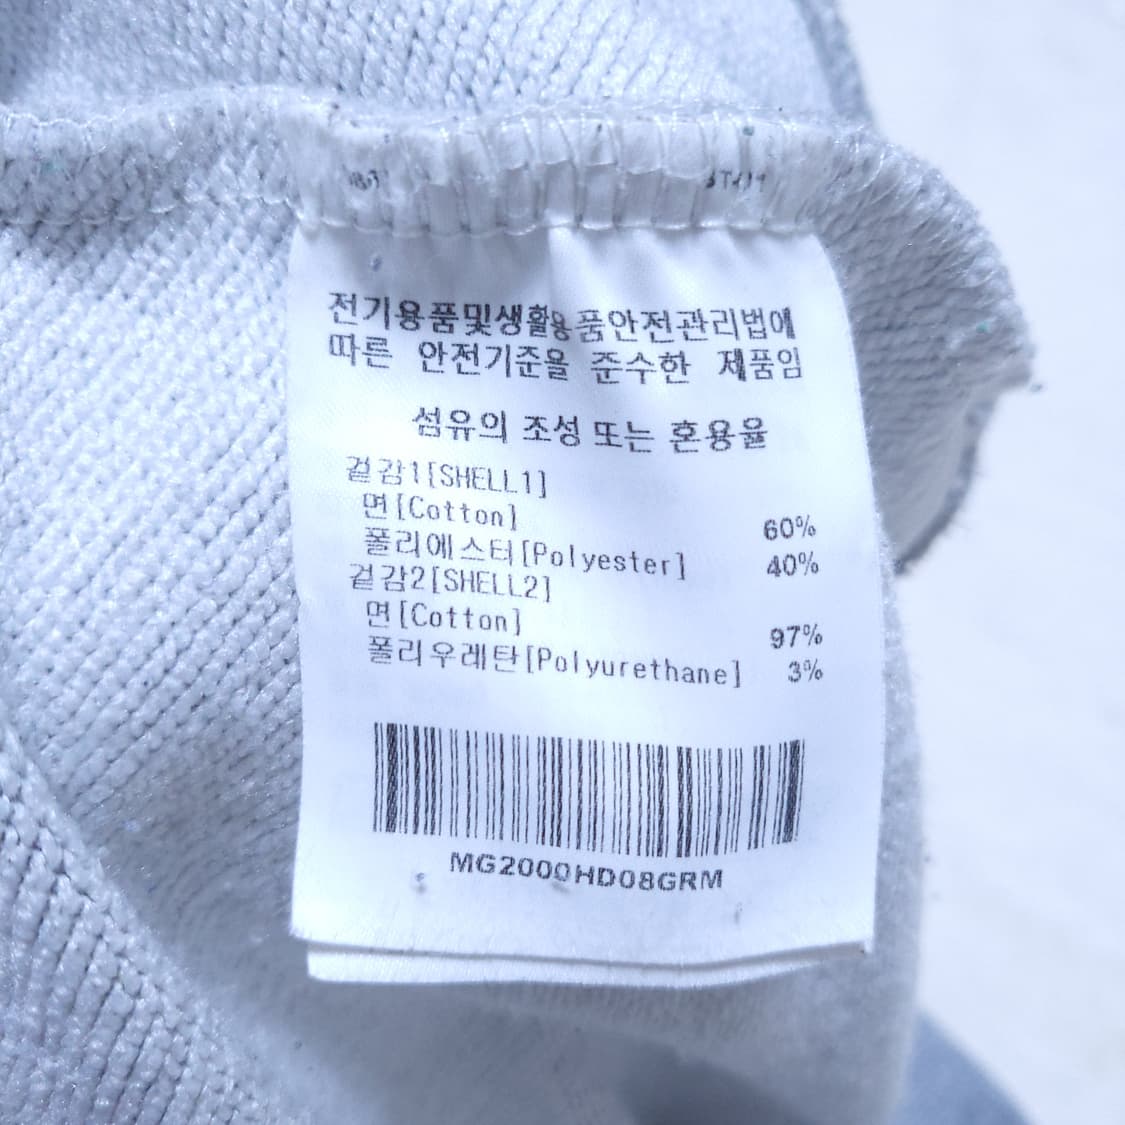 전기용품및생활용품안전관리법에
따른 안전기준을 준수한 제품임
섬유의 조성 또는 혼용율
겉감1[SHELL1]
면[Cotton] 60%
폴리에스터[Polyester] 40%
겉감2[SHELL2]
면[Cotton] 97%
폴리우레탄[Polyurethane] 3%
MG2000HD08GRM